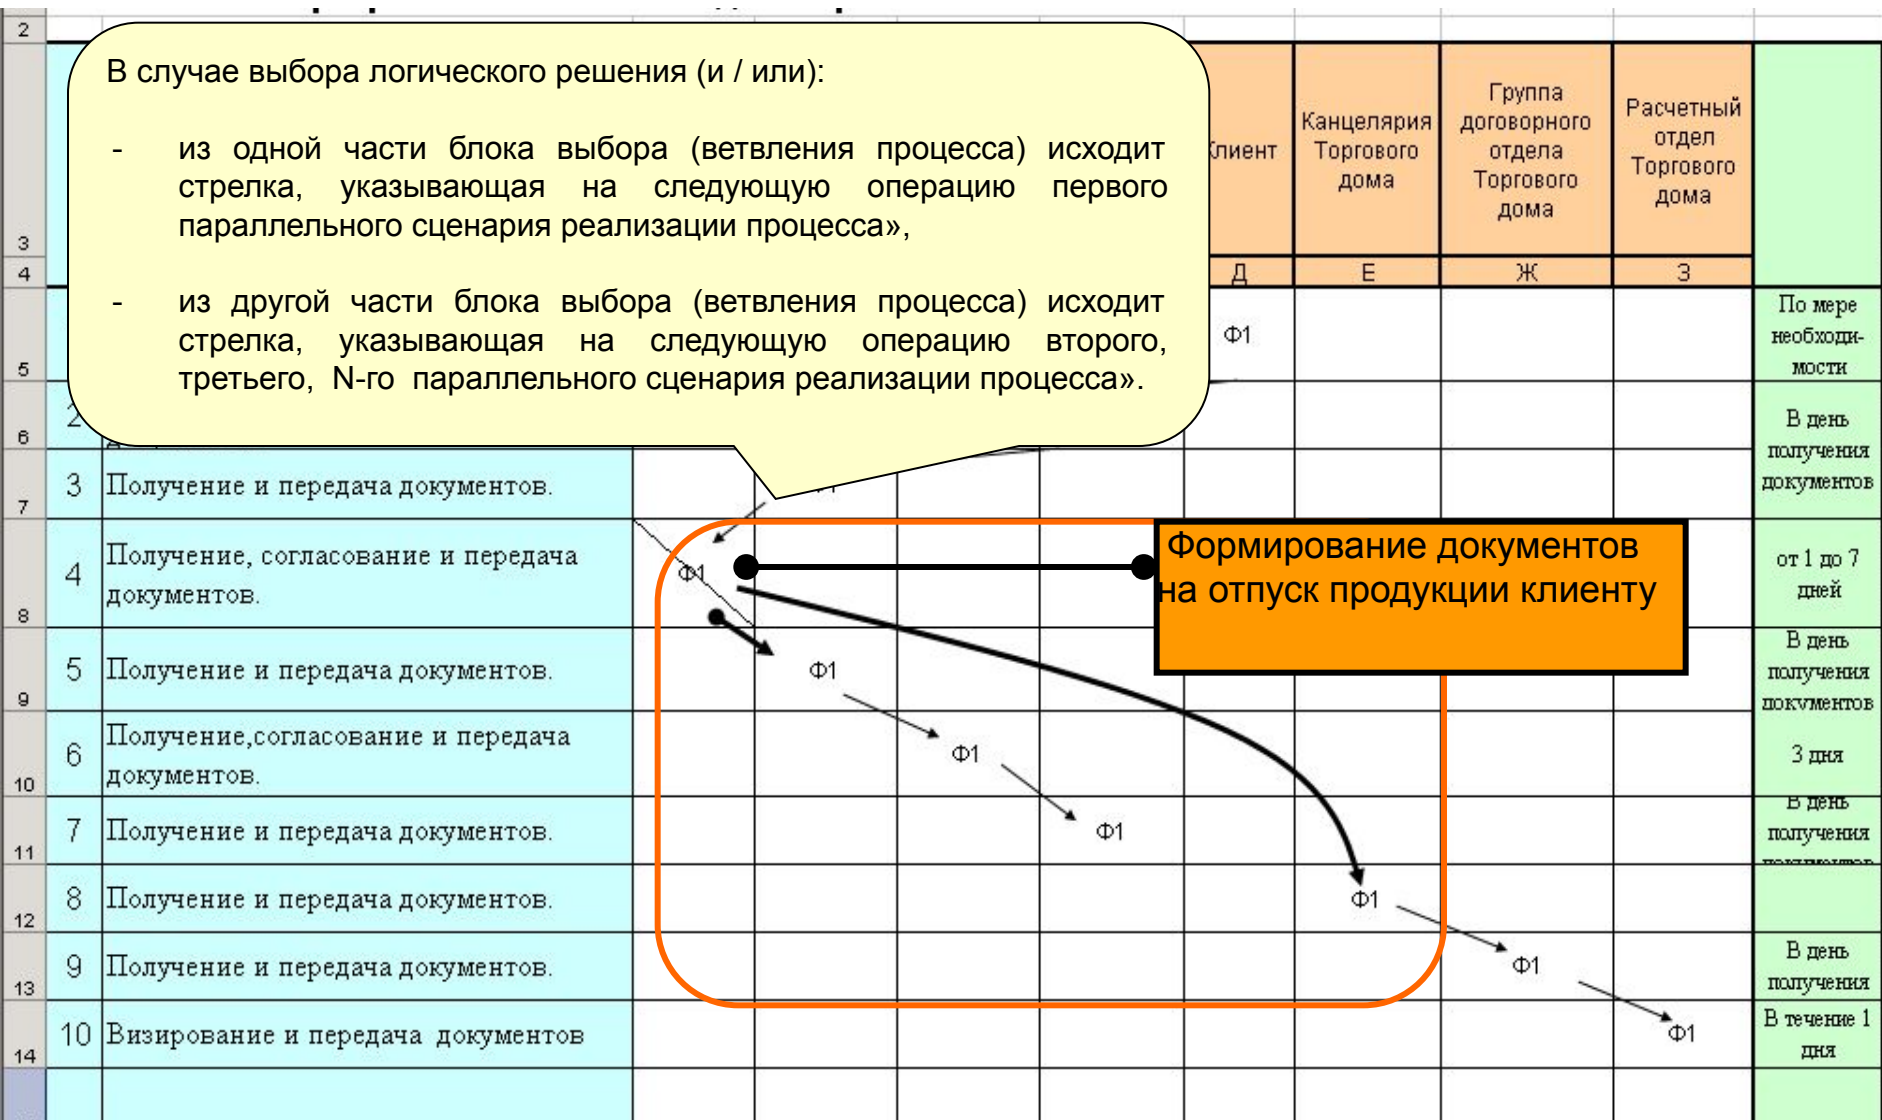 2
В случае выбора логического решения (и / или):
- из одной части блока выбора (ветвления процесса) исходит
стрелка, указывающая на следующую операцию первого
параллельного сценария реализации процесса»,
- из другой части блока выбора (ветвления процесса) исходит
стрелка, указывающая на следующую операцию второго,
третьего, N-го параллельного сценария реализации процесса».
Клиент
Канцелярия
Торгового
дома
Группа
договорного
отдела
Торгового
дома
Расчетный
отдел
Торгового
дома
3
4
Д
Е
Ж
З
5
Ф1
По мере
необходи-
мости
6
2
В день
получения
документов
7
3
Получение и передача документов.
8
4
Получение, согласование и передача
документов.
Ф1
Формирование документов
на отпуск продукции клиенту
от 1 до 7
дней
9
5
Получение и передача документов.
Ф1
В день
получения
документов
10
6
Получение,согласование и передача
документов.
Ф1
3 дня
11
7
Получение и передача документов.
Ф1
В день
получения
12
8
Получение и передача документов.
Ф1
13
9
Получение и передача документов.
Ф1
В день
получения
14
10
Визирование и передача документов
Ф1
В течение 1
дня